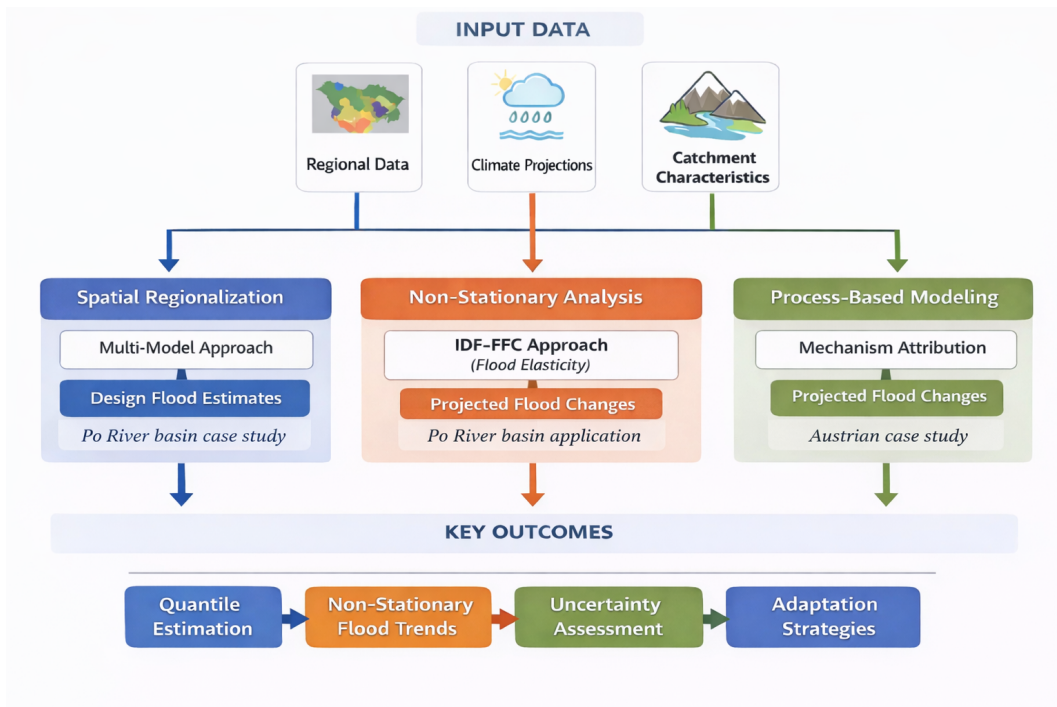 INPUT DATA
Regional Data
Climate Projections
Catchment
Characteristics
Spatial Regionalization
Multi-Model Approach
Design Flood Estimates
Po River basin case study
Non-Stationary Analysis
IDF-FFC Approach
(Flood Elasticity)
Projected Flood Changes
Po River basin application
Process-Based Modeling
Mechanism Attribution
Projected Flood Changes
Austrian case study
KEY OUTCOMES
Quantile
Estimation
Non-Stationary
Flood Trends
Uncertainty
Assessment
Adaptation
Strategies